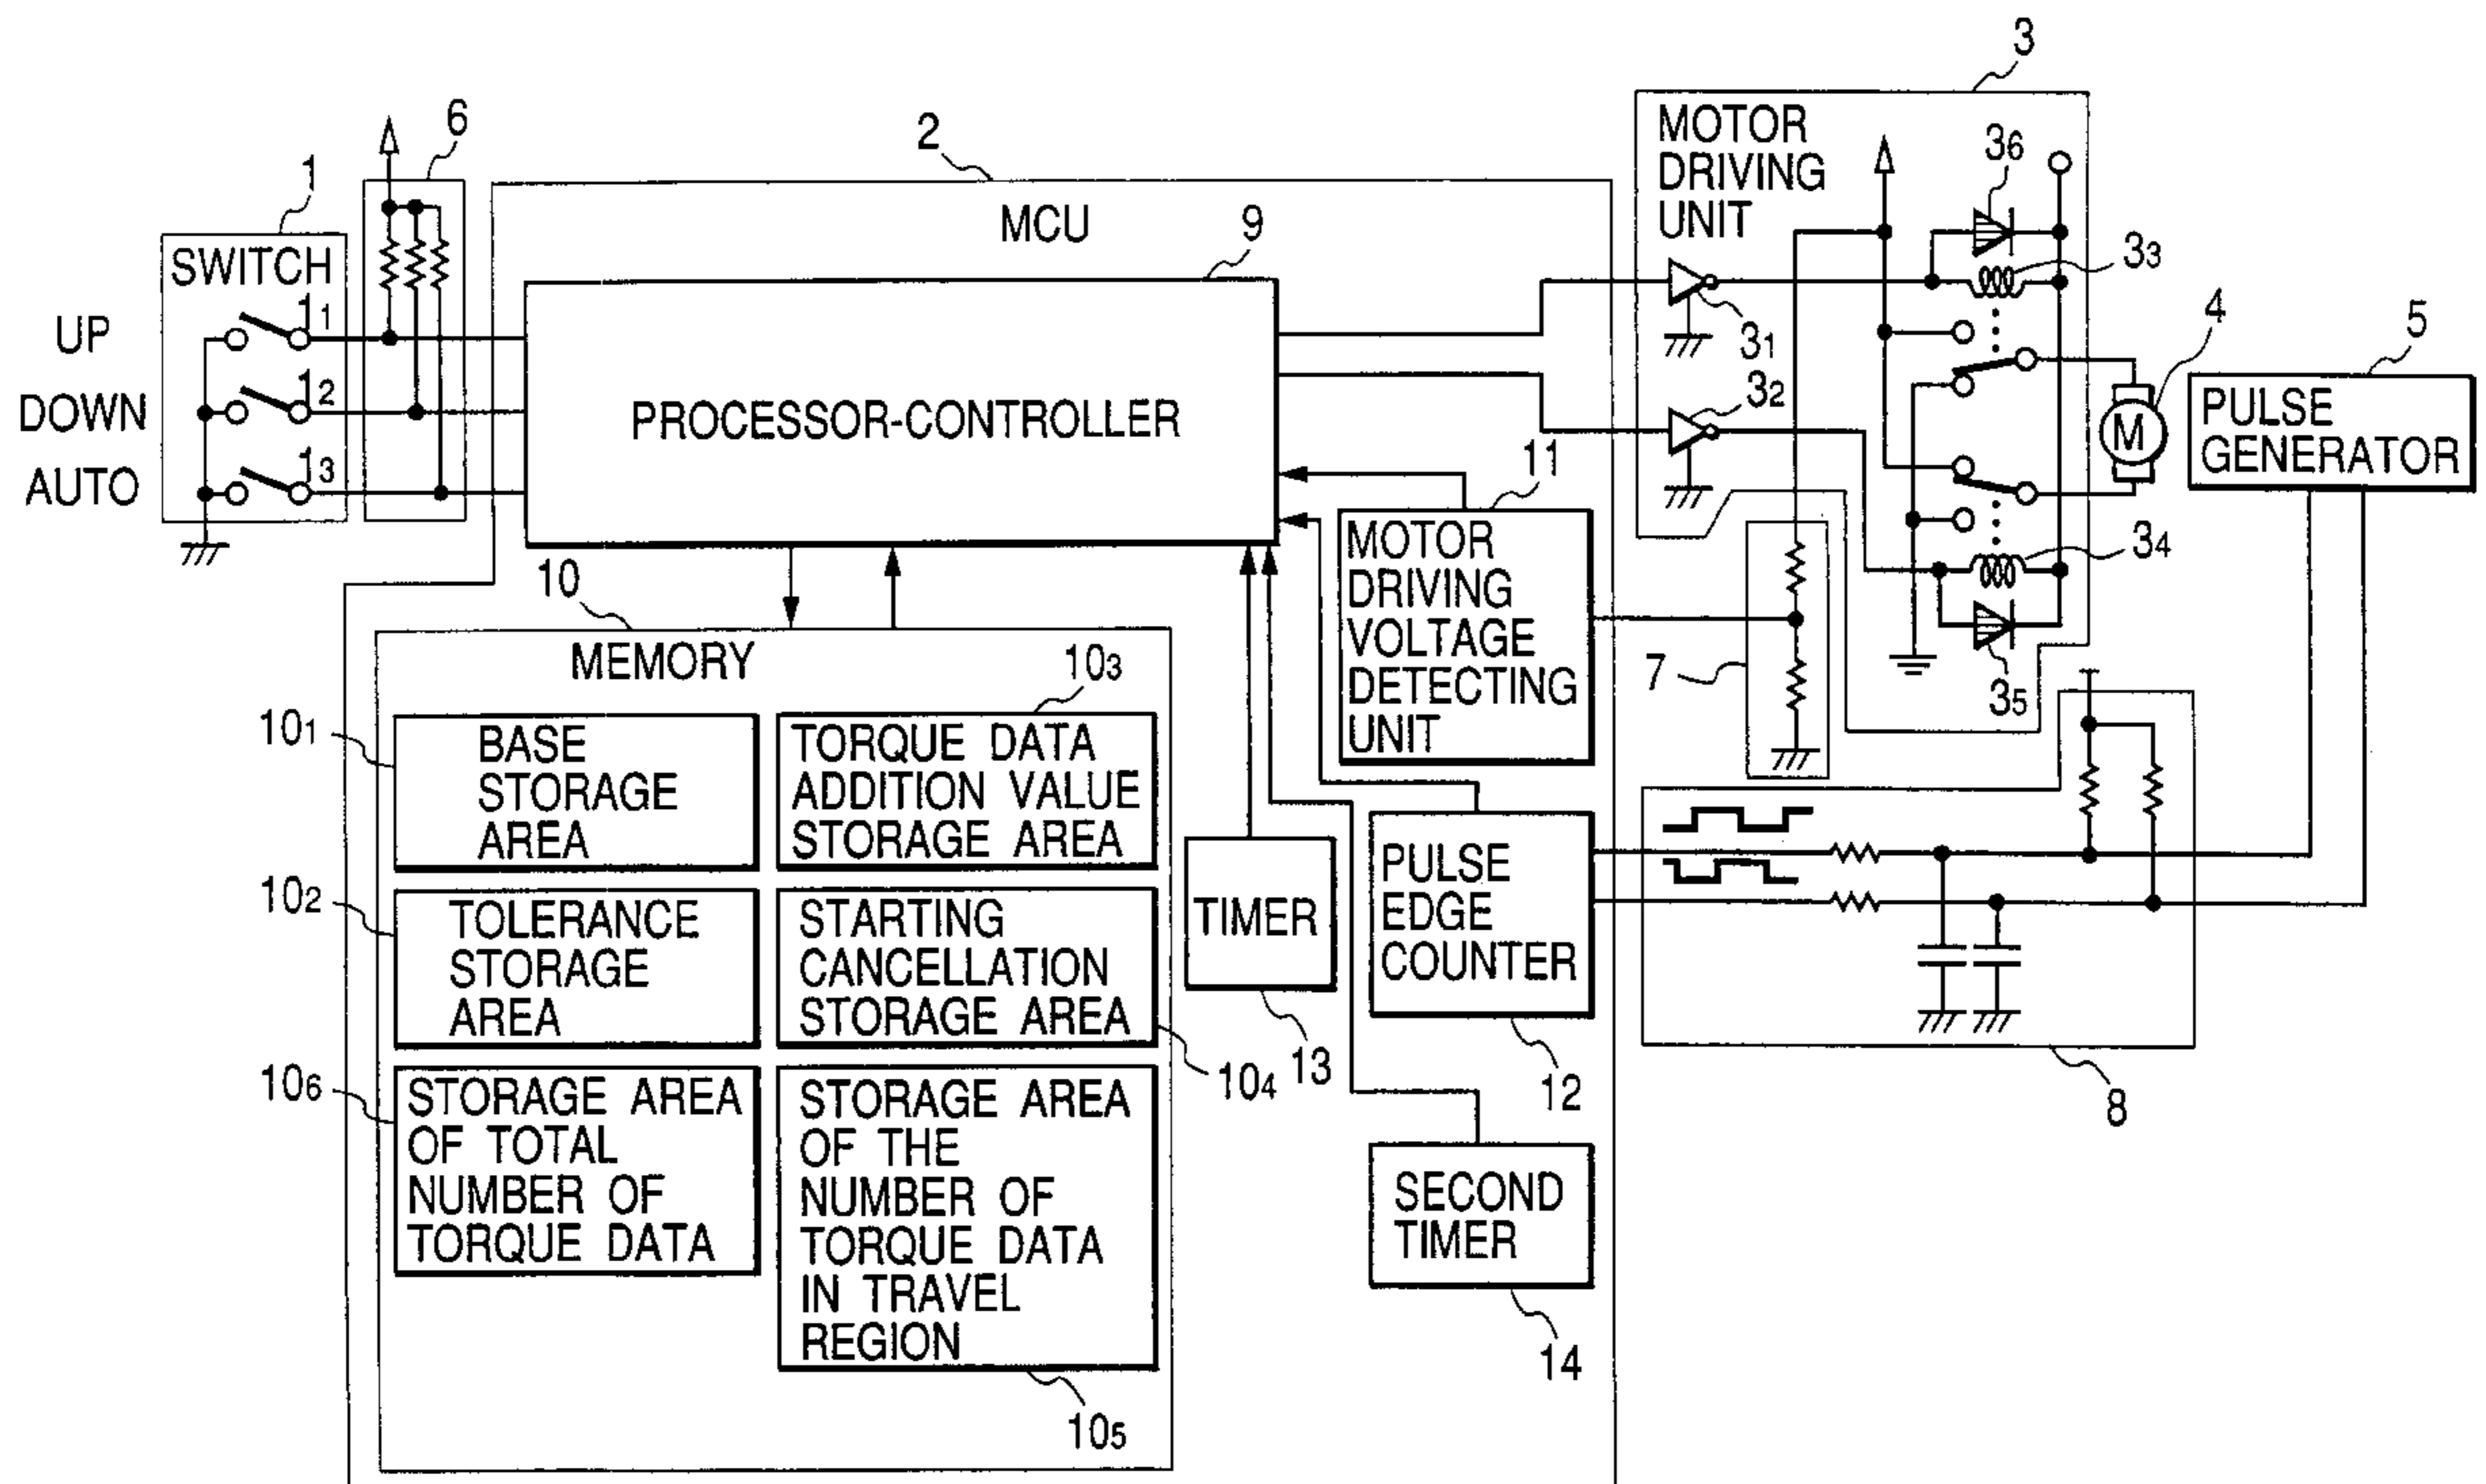 3
MOTOR
DRIVING
UNIT
36
33
31
32
34
35
4
M
5
PULSE
GENERATOR
6
1
SWITCH
UP
11
DOWN
12
AUTO
13
2
MCU
9
PROCESSOR-CONTROLLER
11
MOTOR
DRIVING
VOLTAGE
DETECTING
UNIT
7
10
MEMORY
101
BASE
STORAGE
AREA
103
TORQUE DATA
ADDITION VALUE
STORAGE AREA
102
TOLERANCE
STORAGE
AREA
STARTING
CANCELLATION
STORAGE AREA
104
106
STORAGE AREA
OF TOTAL
NUMBER OF
TORQUE DATA
STORAGE AREA
OF THE
NUMBER OF
TORQUE DATA
IN TRAVEL
REGION
105
TIMER
13
PULSE
EDGE
COUNTER
12
8
SECOND
TIMER
14